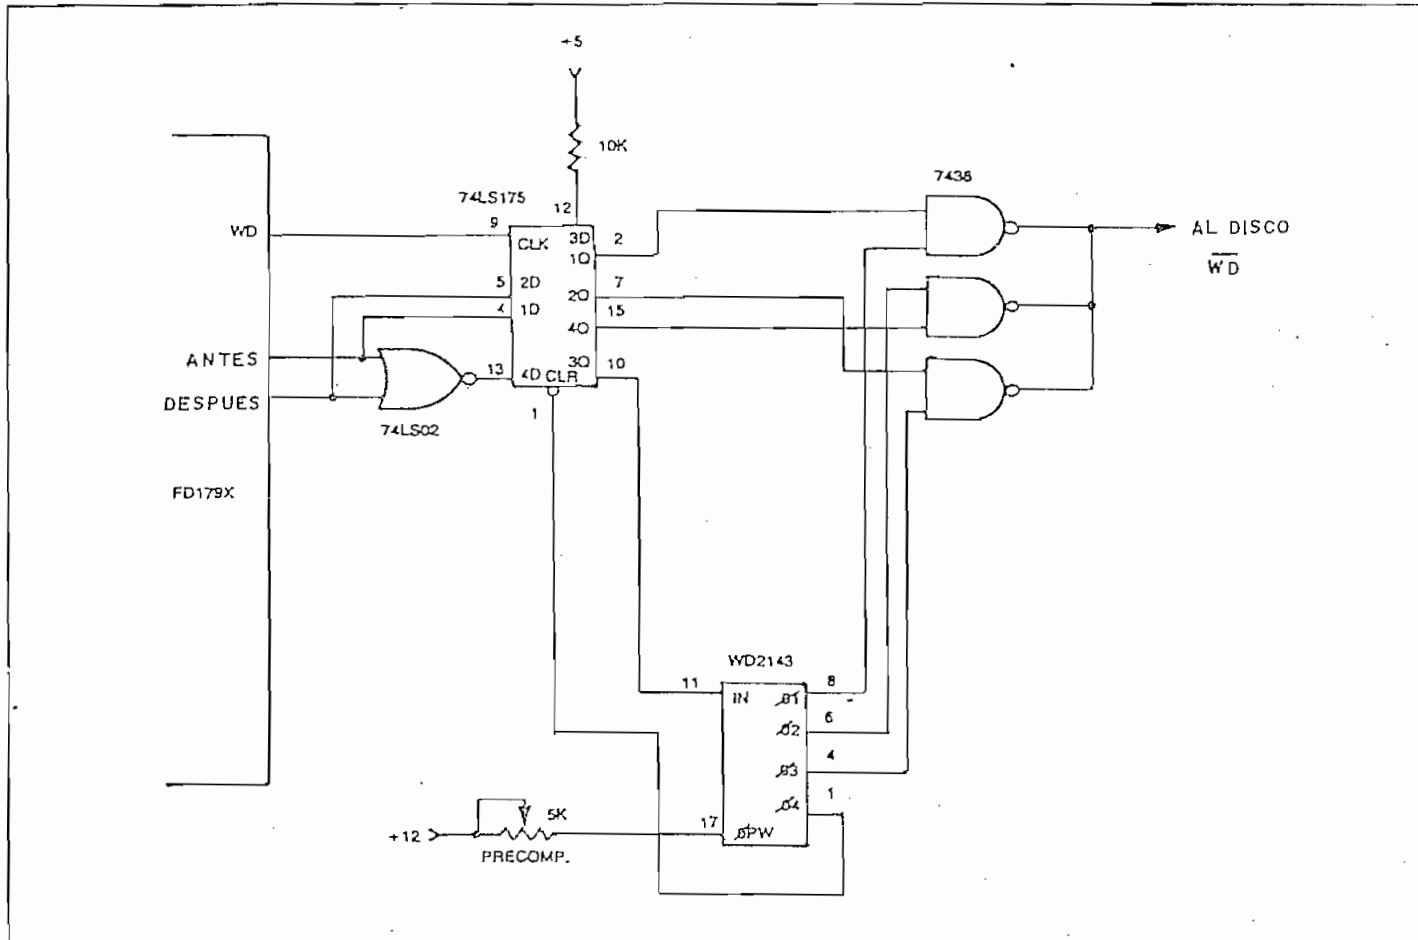 +5
10K
74LS175
7438
12
WD
9
CLK
3D
1Q
2
AL DISCO
WD
5
2D
2Q
7
4
1D
4Q
15
ANTES
3Q
10
13
4D
CLR
DESPUES
1
74LS02
FD179X
WD2143
11
IN
Ø1
8
Ø2
6
Ø3
4
Ø4
1
+12
5K
17
ØPW
PRECOMP.